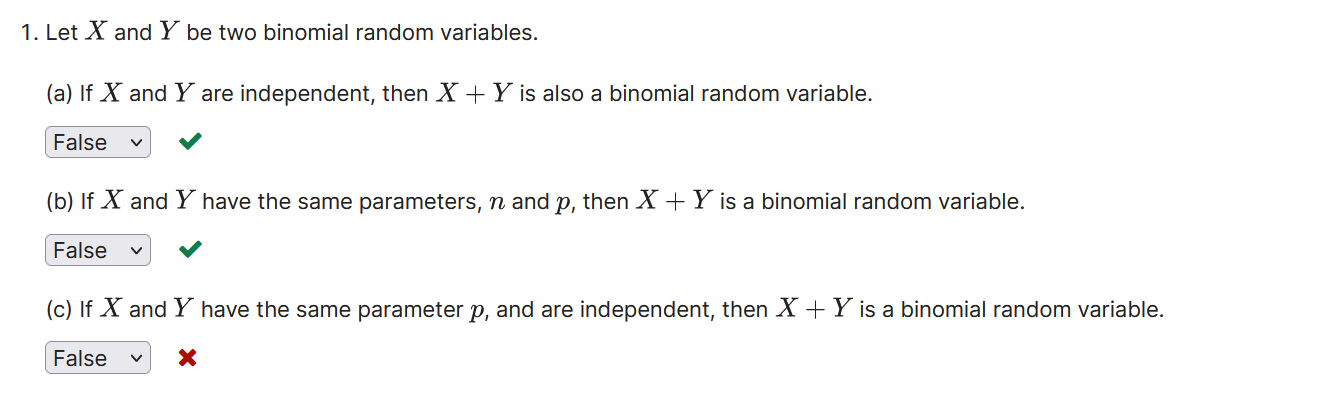 1. Let X and Y be two binomial random variables.
(a) If X and Y are independent, then X + Y is also a binomial random variable.
False
(b) If X and Y have the same parameters, n and p, then X + Y is a binomial random variable.
False
(c) If X and Y have the same parameter p, and are independent, then X + Y is a binomial random variable.
False